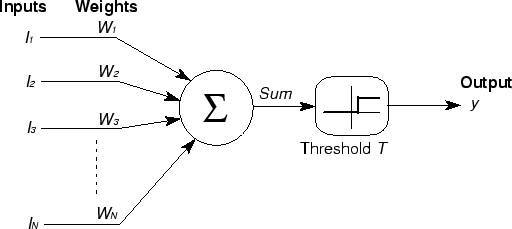 Inputs Weights
I1 W1
I2 W2
I3 W3
IN WN
Σ
Sum
Threshold T
Output
y